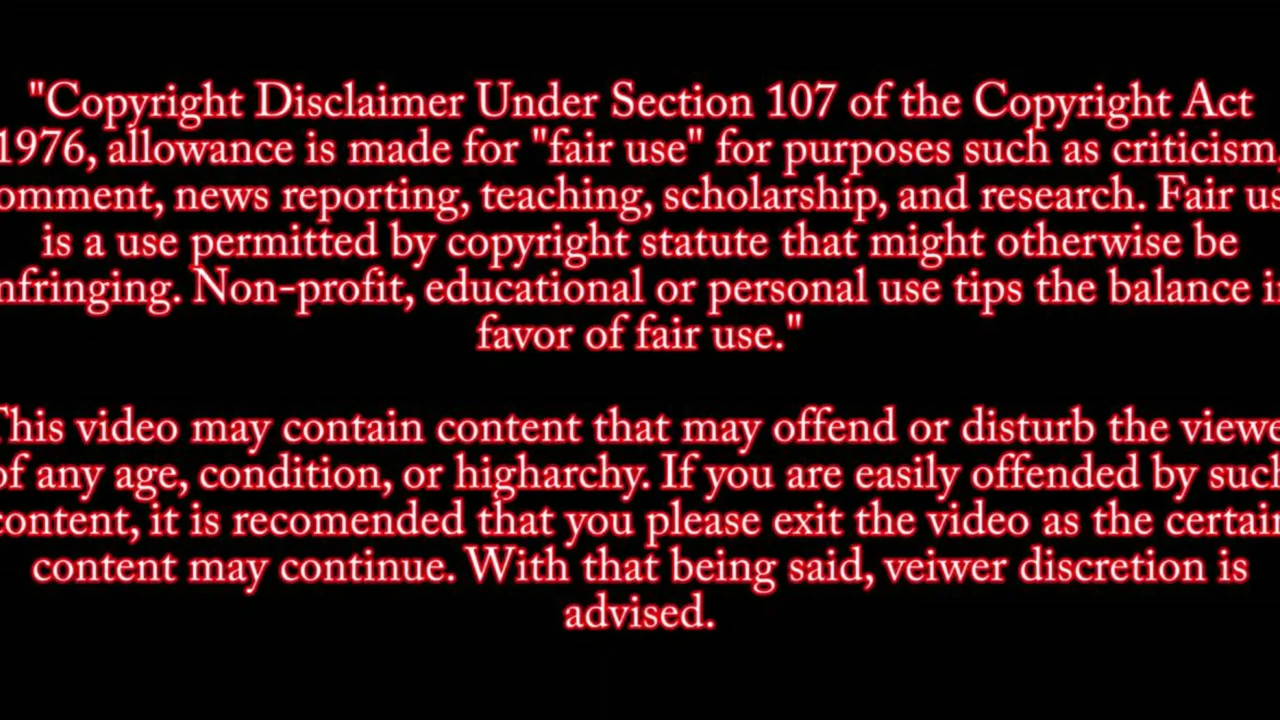 "Copyright Disclaimer Under Section 107 of the Copyright Act
1976, allowance is made for "fair use" for purposes such as criticism,
omment, news reporting, teaching, scholarship, and research. Fair us
is a use permitted by copyright statute that might otherwise be
nfringing. Non-profit, educational or personal use tips the balance in
favor of fair use."
This video may contain content that may offend or disturb the viewe
of any age, condition, or higharchy. If you are easily offended by such
content, it is recomended that you please exit the video as the certain
content may continue. With that being said, veiwer discretion is
advised.